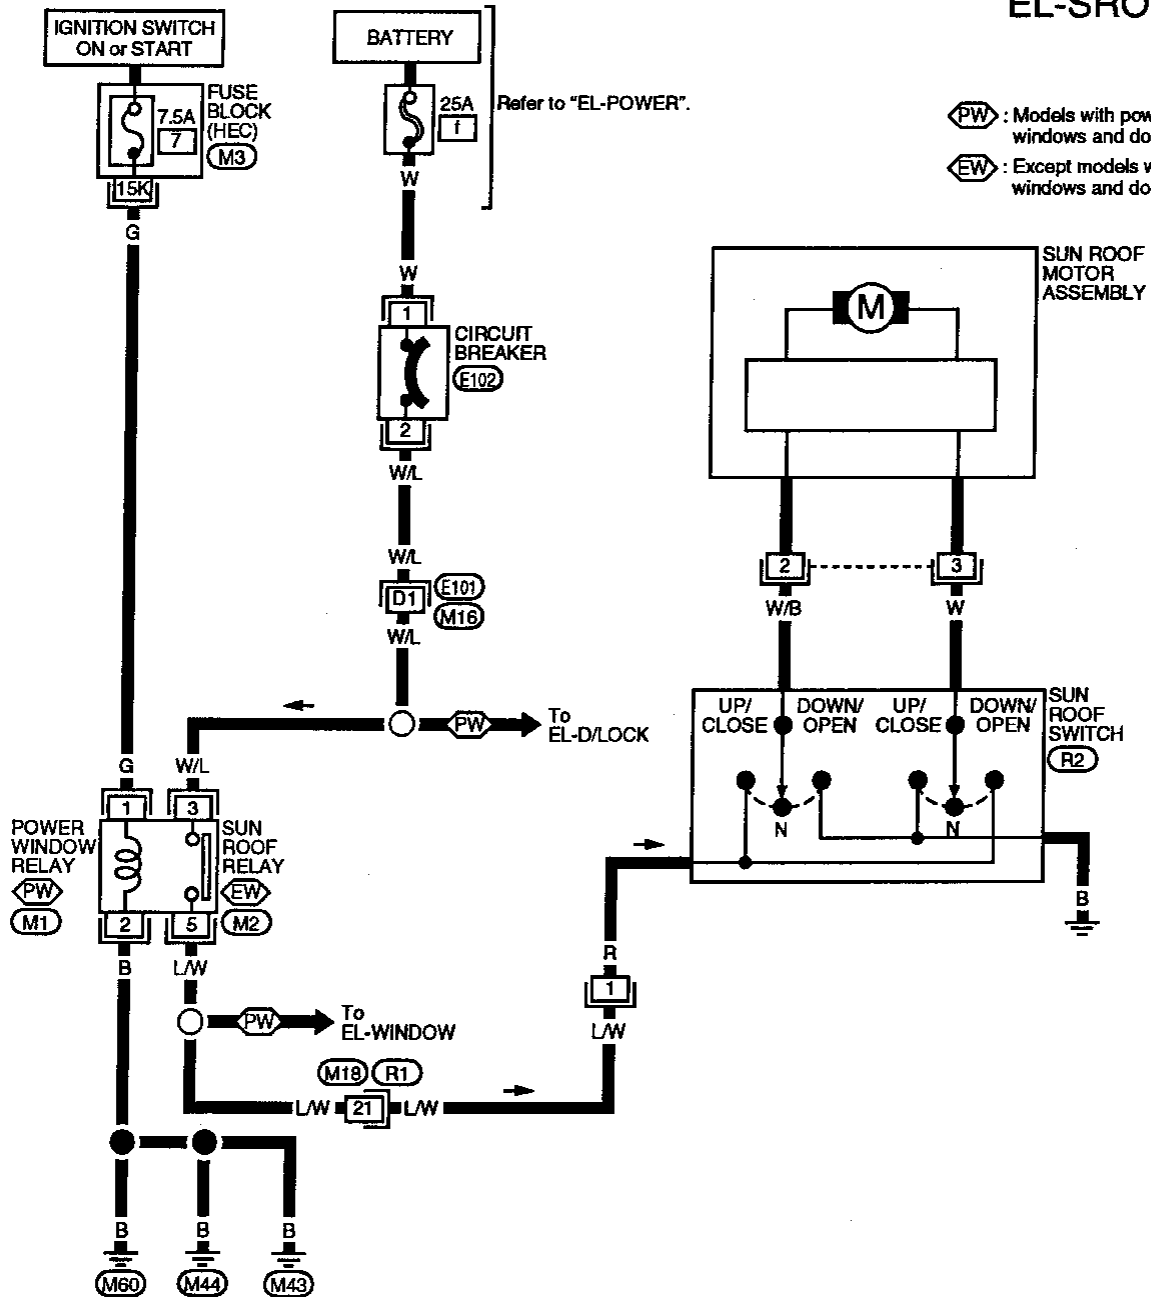 EL-SRO
IGNITION SWITCH
ON or START
BATTERY
FUSE
BLOCK
(HEC)
M3
7.5A
7
25A
f
Refer to "EL-POWER".
PW : Models with pow
windows and do
EW : Except models w
windows and do
15K
G
W
W
1
CIRCUIT
BREAKER
E102
2
W/L
W/L
D1
E101
M16
W/L
SUN ROOF
MOTOR
ASSEMBLY
M
2
3
W/B
W
PW
To
EL-D/LOCK
UP/
CLOSE
DOWN/
OPEN
UP/
CLOSE
DOWN/
OPEN
SUN
ROOF
SWITCH
R2
N
N
G
W/L
1
3
POWER
WINDOW
RELAY
PW
M1
SUN
ROOF
RELAY
EW
M2
2
5
B
L/W
B
R
1
L/W
PW
To
EL-WINDOW
M18
R1
L/W
21
L/W
B
B
B
M60
M44
M43